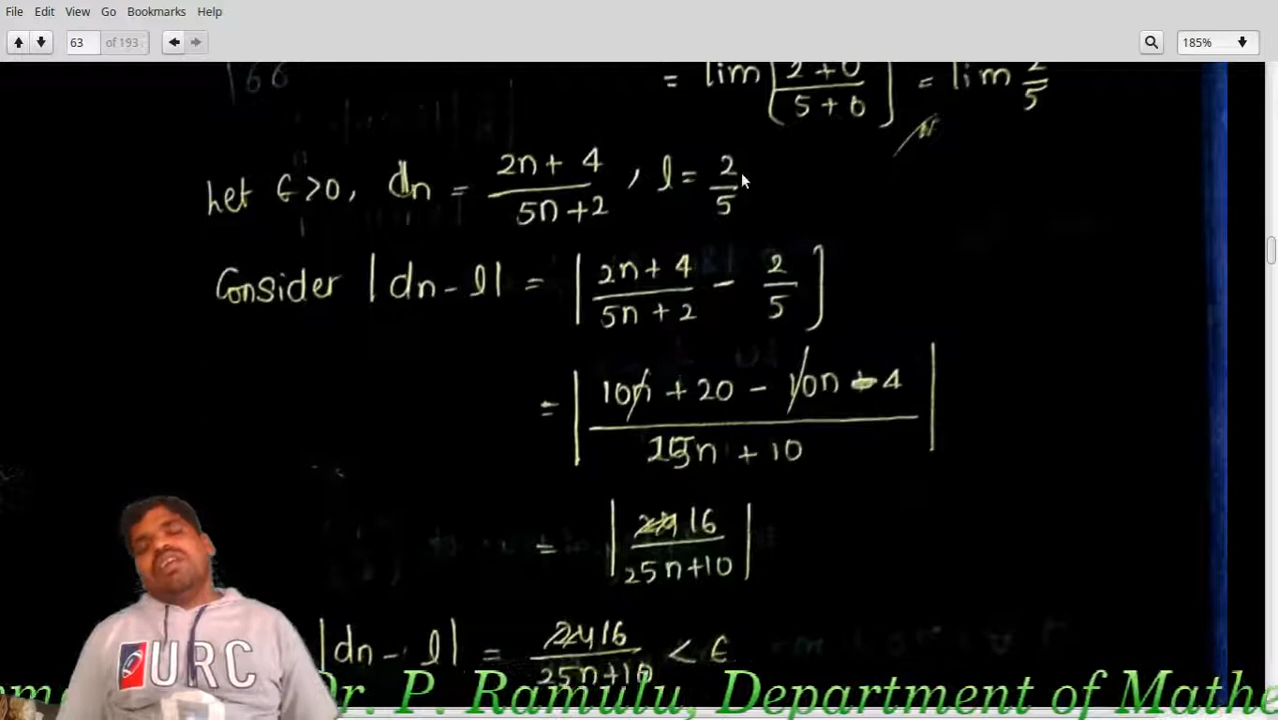 File Edit View Go Bookmarks Help
63 of 193 185%
= lim [2+0 / 5+0] = lim 2/5
Let ϵ>0, dn = 2n+4 / 5n+2 , l = 2/5
Consider |dn - l| = |2n+4 / 5n+2 - 2/5|
= |10n + 20 - 10n - 4 / 25n + 10|
= |16 / 25n+10|
|dn - l| = 16 / 25n+10 < ϵ
URC
Dr. P. Ramulu, Department of Mathe